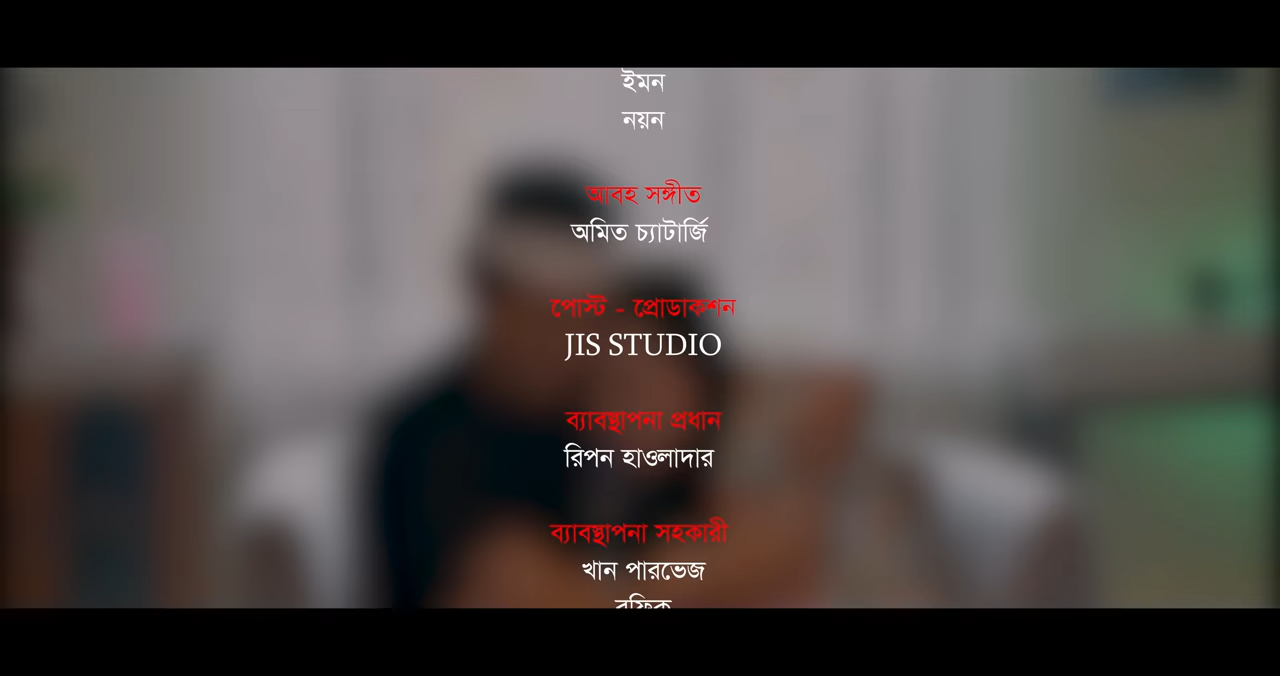 ইমন
নয়ন
আবহ সঙ্গীত
অমিত চ্যাটার্জি
পোস্ট - প্রোডাকশন
JIS STUDIO
ব্যাবস্থাপনা প্রধান
রিপন হাওলাদার
ব্যাবস্থাপনা সহকারী
খান পারভেজ